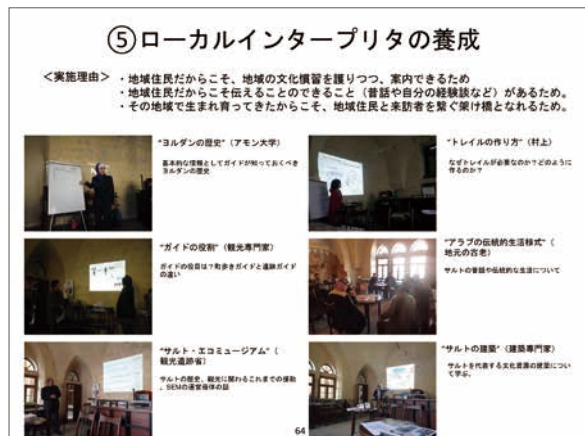 ⑤ローカルインタープリタの養成
<実施理由> ・地域住民だからこそ、地域の文化慣習を護りつつ、案内できるため
・地域住民だからこそ伝えることのできること（昔話や自分の経験談など）があるため。
・その地域で生まれ育ってきたからこそ、地域住民と来訪者を繋ぐ架け橋となれるため。
"ヨルダンの歴史"（アモン大学）
基本的な情報としてガイドが知っておくべき
ヨルダンの歴史
"トレイルの作り方"（村上）
なぜトレイルが必要なのか？どのように
作るのか？
"ガイドの役割"（観光専門家）
ガイドの役目は？町歩きガイドと遺跡ガイド
の違い
"アラブの伝統的生活様式"（
地元の古老）
サルトの昔話や伝統的な生活について
"サルト・エコミュージアム"（
観光遺跡省）
サルトの歴史、観光に関わるこれまでの援助
、SEMの運営母体の話
"サルトの建築"（建築専門家）
サルトを代表する文化資源の建築につい
て学ぶ。
64